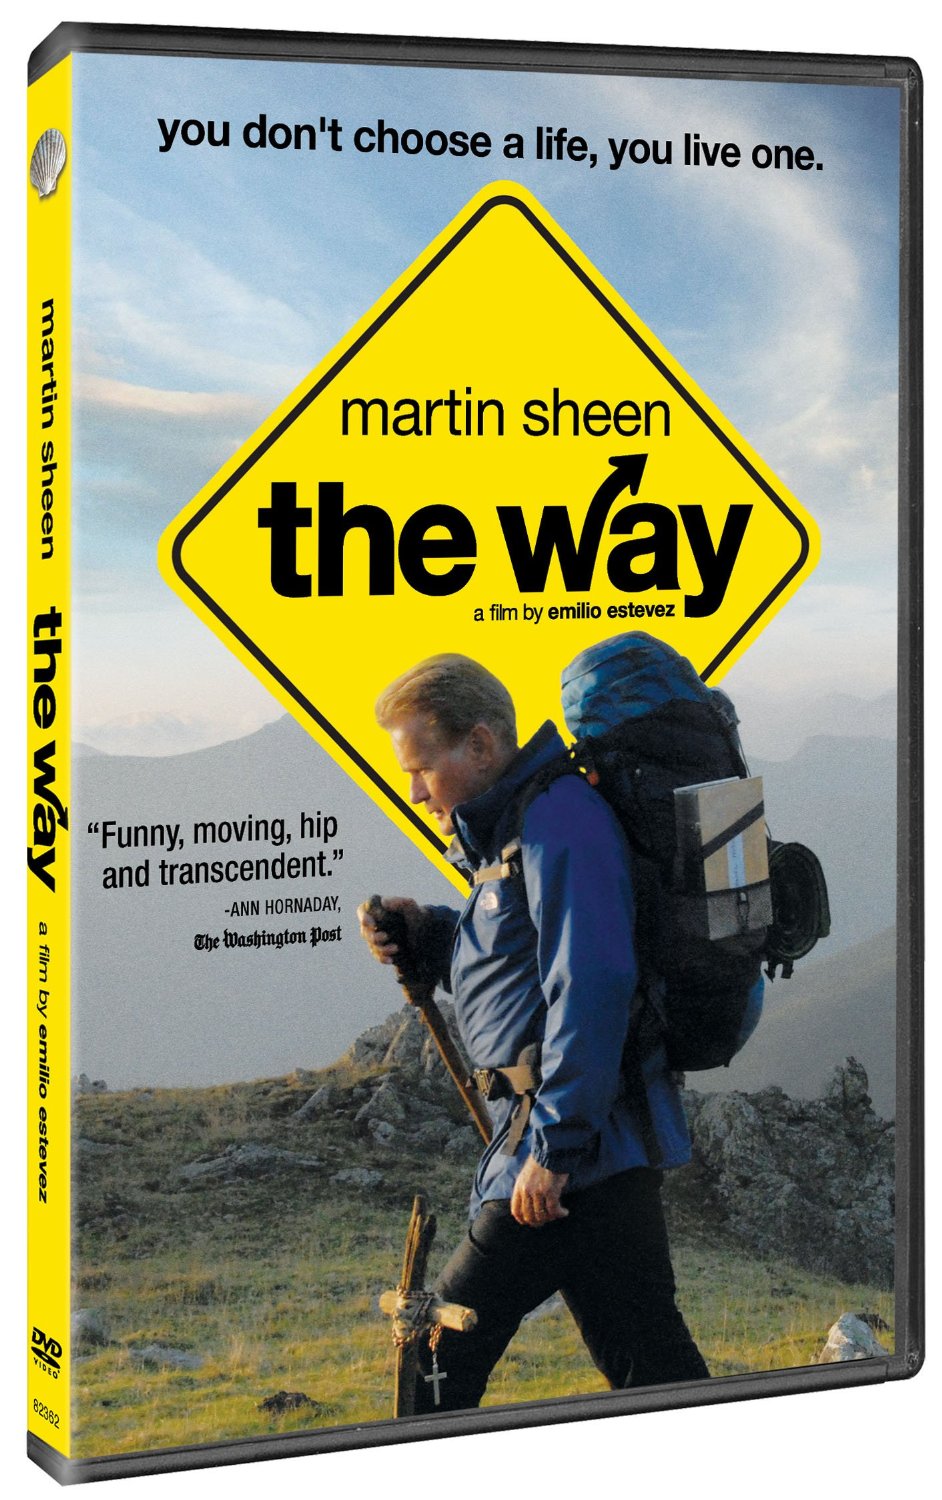 you don't choose a life, you live one.
martin sheen
the way
a film by emilio estevez
“Funny, moving, hip
and transcendent.”
-ANN HORNADAY,
The Washington Post
martin sheen the way a film by emilio estevez
DVD
VIDEO
82362